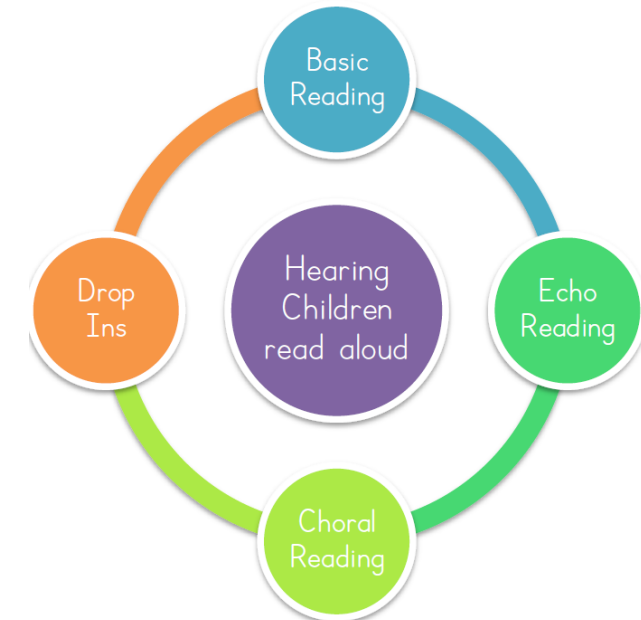 Basic
Reading
Hearing
Children
read aloud
Drop
Ins
Echo
Reading
Choral
Reading